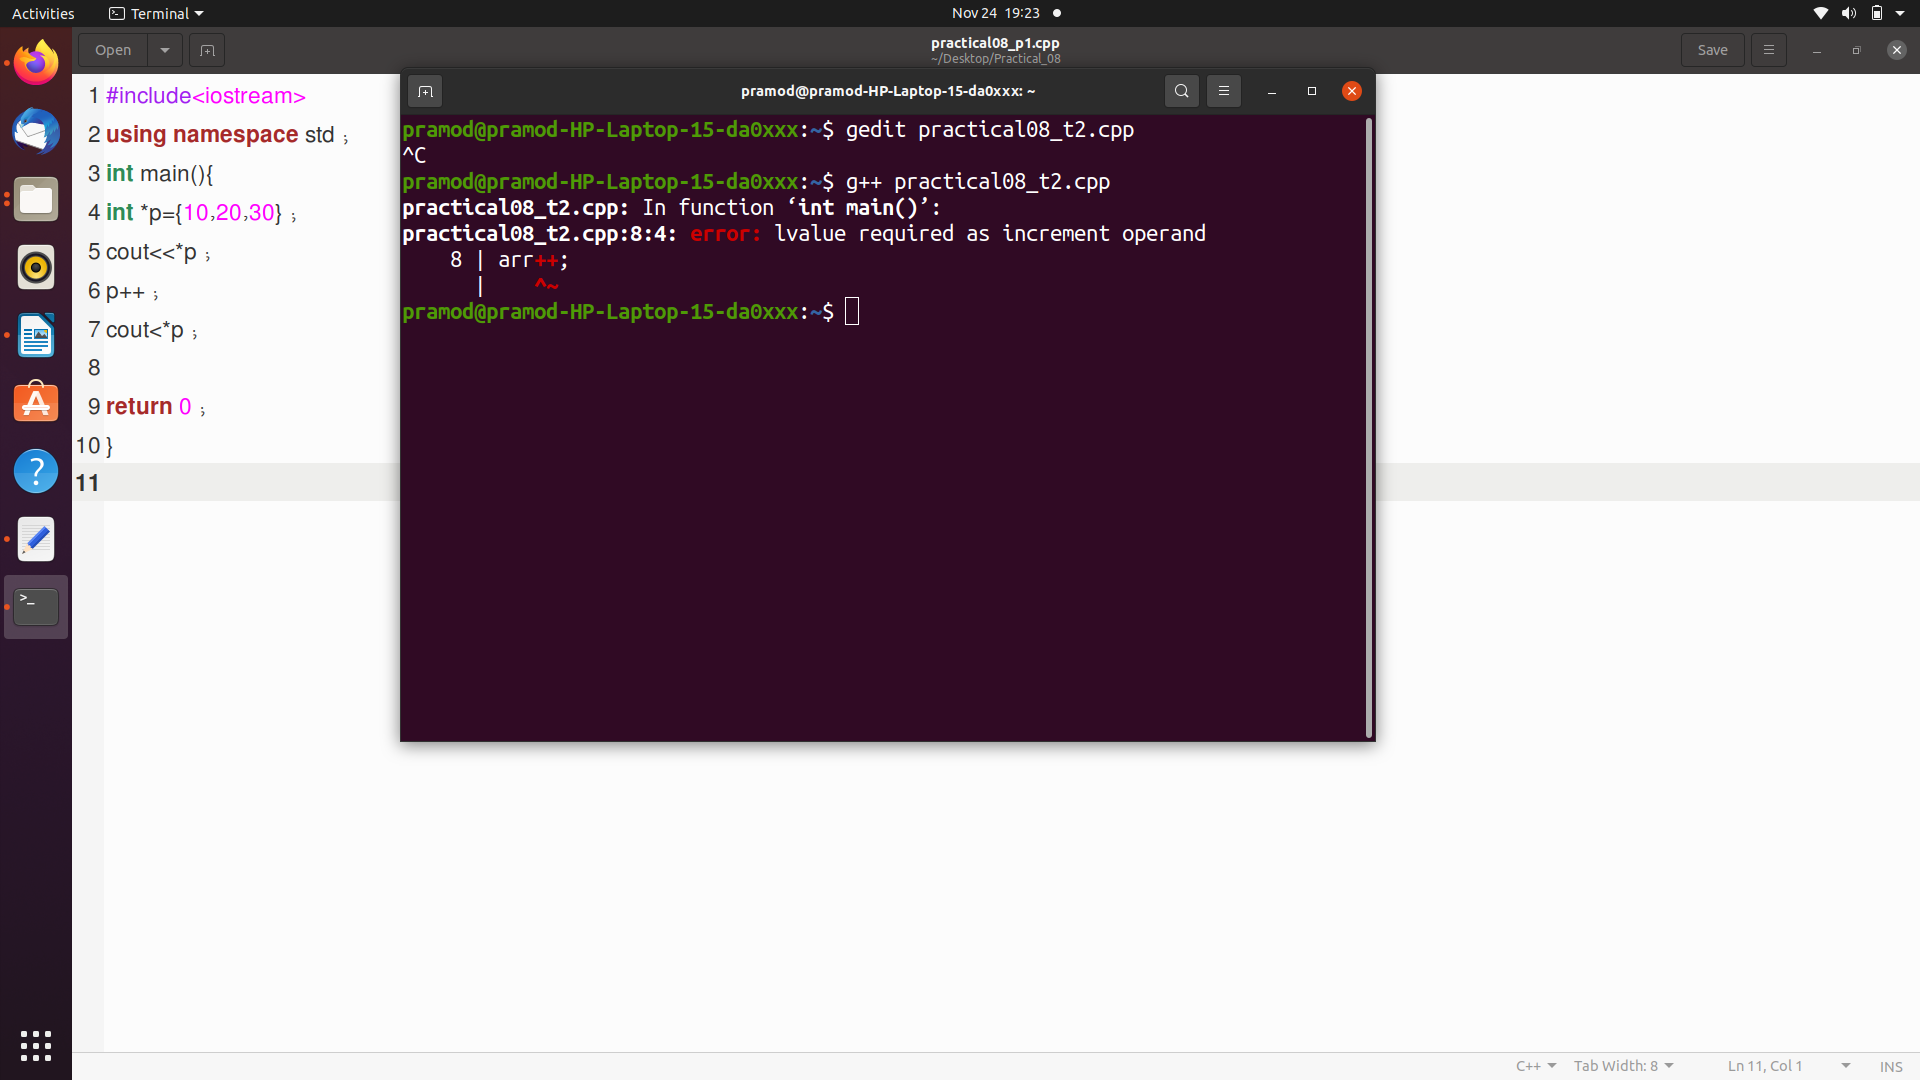 Activities Terminal Nov 24 19:23
Open practical08_p1.cpp Save
~/Desktop/Practical_08
1 #include<iostream>
2 using namespace std ;
3 int main(){
4 int *p={10,20,30} ;
5 cout<<*p ;
6 p++ ;
7 cout<*p ;
8
9 return 0 ;
10 }
11
pramod@pramod-HP-Laptop-15-da0xxx: ~
pramod@pramod-HP-Laptop-15-da0xxx:~$ gedit practical08_t2.cpp
^C
pramod@pramod-HP-Laptop-15-da0xxx:~$ g++ practical08_t2.cpp
practical08_t2.cpp: In function ‘int main()’:
practical08_t2.cpp:8:4: error: lvalue required as increment operand
8 | arr++;
| ^~
pramod@pramod-HP-Laptop-15-da0xxx:~$
C++ Tab Width: 8 Ln 11, Col 1 INS